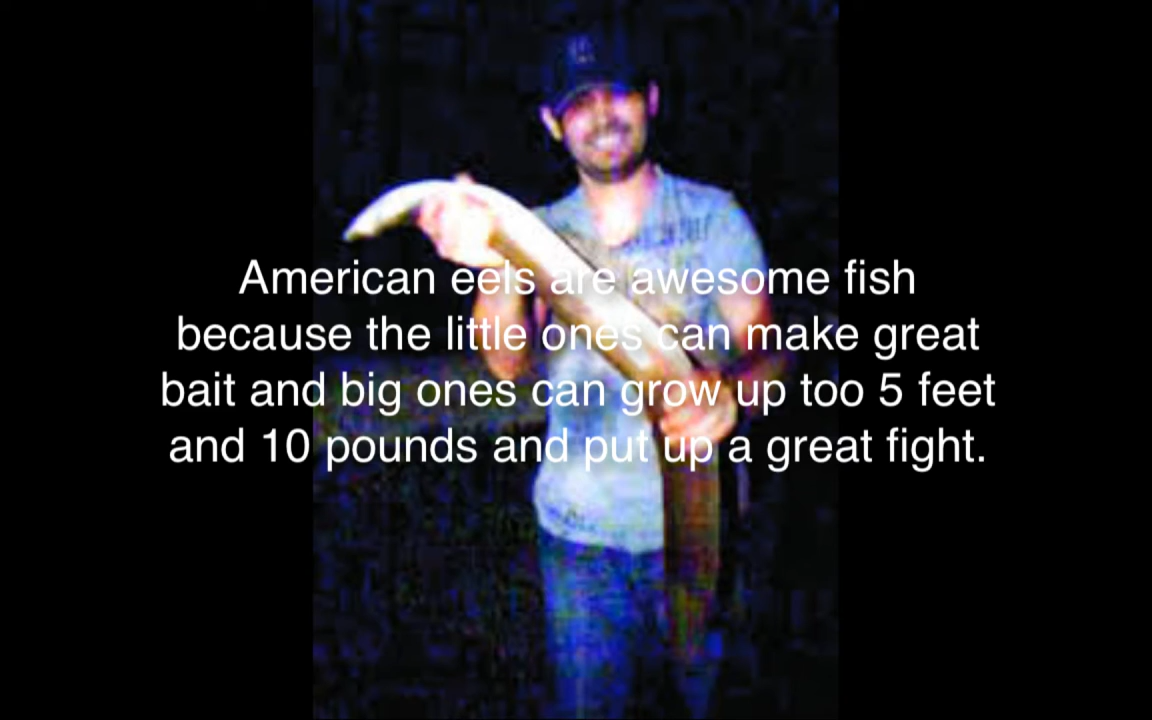 American eels are awesome fish
because the little ones can make great
bait and big ones can grow up too 5 feet
and 10 pounds and put up a great fight.